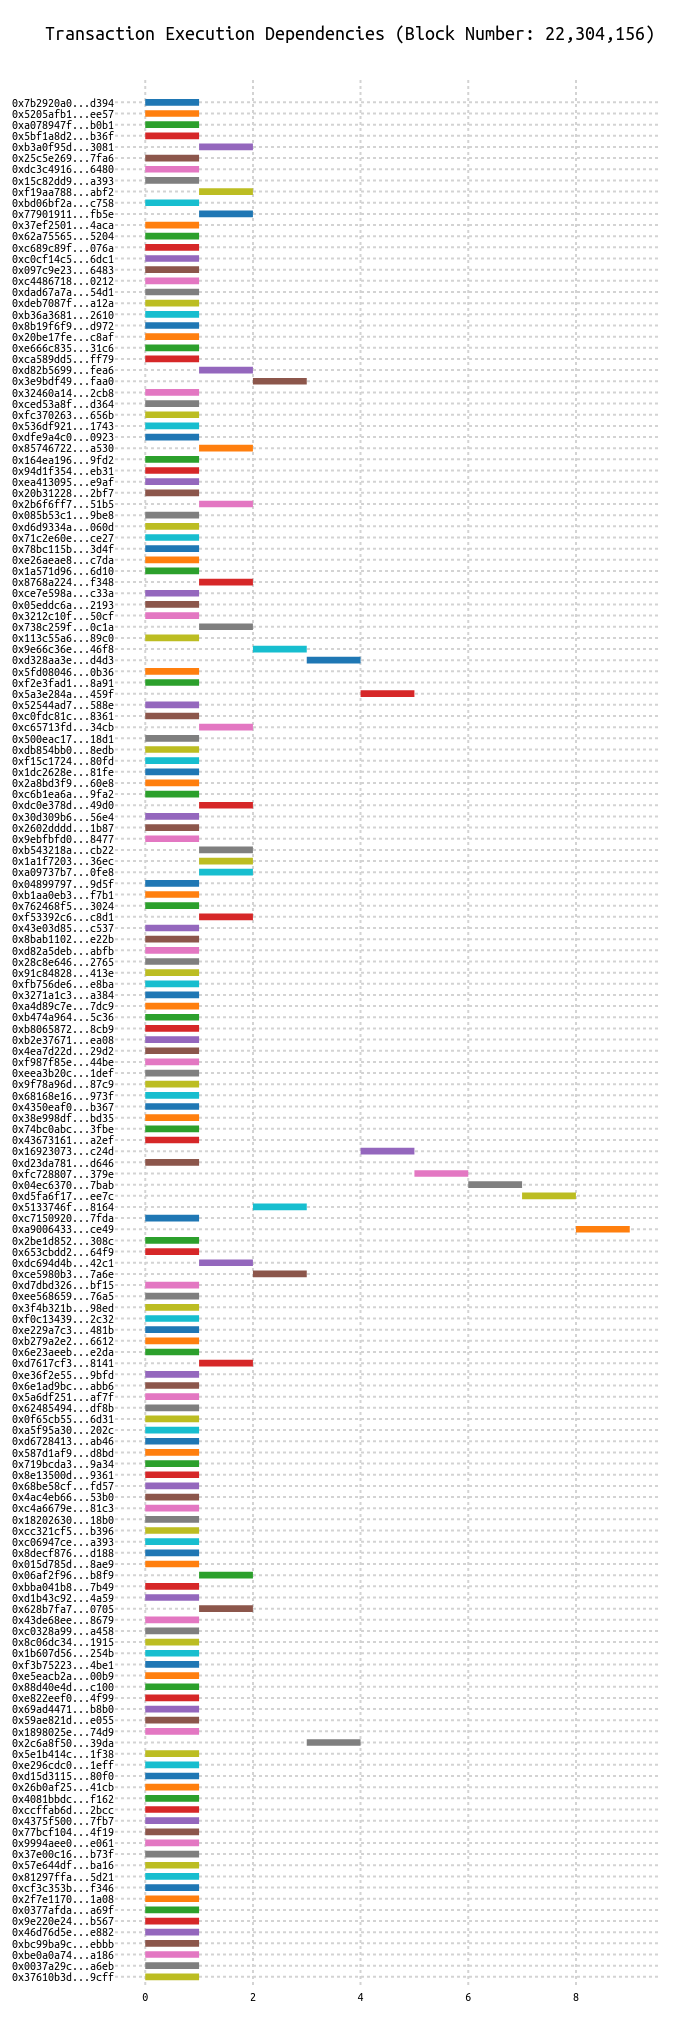 Transaction Execution Dependencies (Block Number: 22,304,156)
0x7b2920a0...d394
0x5205afb1...ee57
0xa078947f...b0b1
0x5bf1a8d2...b36f
0xb3a0f95d...3081
0x25c5e269...7fa6
0xdc3c4916...6480
0x15c82dd9...a393
0xf19aa788...abf2
0xbd06bf2a...c758
0x77901911...fb5e
0x37ef2501...4aca
0x62a75565...5204
0xc689c89f...076a
0xc0cf14c5...6dc1
0x097c9e23...6483
0xc4486718...0212
0xdad67a7a...54d1
0xdeb7087f...a12a
0xb36a3681...2610
0x8b19f6f9...d972
0x20be17fe...c8af
0xe666c835...31c6
0xca589dd5...ff79
0xd82b5699...fea6
0x3e9bdf49...faa0
0x32460a14...2cb8
0xced53a8f...d364
0xfc370263...656b
0x536df921...1743
0xdfe9a4c0...0923
0x85746722...a530
0x164ea196...9fd2
0x94d1f354...eb31
0xea413095...e9af
0x20b31228...2bf7
0x2b6f6ff7...51b5
0x085b53c1...9be8
0xd6d9334a...060d
0x71c2e60e...ce27
0x78bc115b...3d4f
0xe26aeae8...c7da
0x1a571d96...6d10
0x8768a224...f348
0xce7e598a...c33a
0x05eddc6a...2193
0x3212c10f...50cf
0x738c259f...0c1a
0x113c55a6...89c0
0x9e66c36e...46f8
0xd328aa3e...d4d3
0x5fd08046...0b36
0xf2e3fad1...8a91
0x5a3e284a...459f
0x52544ad7...588e
0xc0fdc81c...8361
0xc65713fd...34cb
0x500eac17...18d1
0xdb854bb0...8edb
0xf15c1724...80fd
0x1dc2628e...81fe
0x2a8bd3f9...60e8
0xc6b1ea6a...9fa2
0xdc0e378d...49d0
0x30d309b6...56e4
0x2602dddd...1b87
0x9ebfbfd0...8477
0xb543218a...cb22
0x1a1f7203...36ec
0xa09737b7...0fe8
0x04899797...9d5f
0xb1aa0eb3...f7b1
0x762468f5...3024
0xf53392c6...c8d1
0x43e03d85...c537
0x8bab1102...e22b
0xd82a5deb...abfb
0x28c8e646...2765
0x91c84828...413e
0xfb756de6...e8ba
0x3271a1c3...a384
0xa4d89c7e...7dc9
0xb474a964...5c36
0xb8065872...8cb9
0xb2e37671...ea08
0x4ea7d22d...29d2
0xf987f85e...44be
0xeea3b20c...1def
0x9f78a96d...87c9
0x68168e16...973f
0x4350eaf0...b367
0x38e998df...bd35
0x74bc0abc...3fbe
0x43673161...a2ef
0x16923073...c24d
0xd23da781...d646
0xfc728807...379e
0x04ec6370...7bab
0xd5fa6f17...ee7c
0x5133746f...8164
0xc7150920...7fda
0xa9006433...ce49
0x2be1d852...308c
0x653cbdd2...64f9
0xdc694d4b...42c1
0xce5980b3...7a6e
0xd7dbd326...bf15
0xee568659...76a5
0x3f4b321b...98ed
0xf0c13439...2c32
0xe229a7c3...481b
0xb279a2e2...6612
0x6e23aeeb...e2da
0xd7617cf3...8141
0xe36f2e55...9bfd
0x6e1ad9bc...abb6
0x5a6df251...af7f
0x62485494...df8b
0x0f65cb55...6d31
0xa5f95a30...202c
0xd6728413...ab46
0x587d1af9...d8bd
0x719bcda3...9a34
0x8e13500d...9361
0x68be58cf...fd57
0x4ac4eb66...53b0
0xc4a6679e...81c3
0x18202630...18b0
0xcc321cf5...b396
0xc06947ce...a393
0x8decf876...d188
0x015d785d...8ae9
0x06af2f96...b8f9
0xbba041b8...7b49
0xd1b43c92...4a59
0x628b7fa7...0705
0x43de68ee...8679
0xc0328a99...a458
0x8c06dc34...1915
0x1b607d56...254b
0xf3b75223...4be1
0xe5eacb2a...00b9
0x88d40e4d...c100
0xe822eef0...4f99
0x69ad4471...b8b0
0x59ae821d...e055
0x1898025e...74d9
0x2c6a8f50...39da
0x5e1b414c...1f38
0xe296cdc0...1eff
0xd15d3115...80f0
0x26b0af25...41cb
0x4081bbdc...f162
0xccffab6d...2bcc
0x4375f500...7fb7
0x77bcf104...4f19
0x9994aee0...e061
0x37e00c16...b73f
0x57e644df...ba16
0x81297ffa...5d21
0xcf3c353b...f346
0x2f7e1170...1a08
0x0377afda...a69f
0x9e220e24...b567
0x46d76d5e...e882
0xbc99ba9c...ebbb
0xbe0a0a74...a186
0x0037a29c...a6eb
0x37610b3d...9cff
0 2 4 6 8